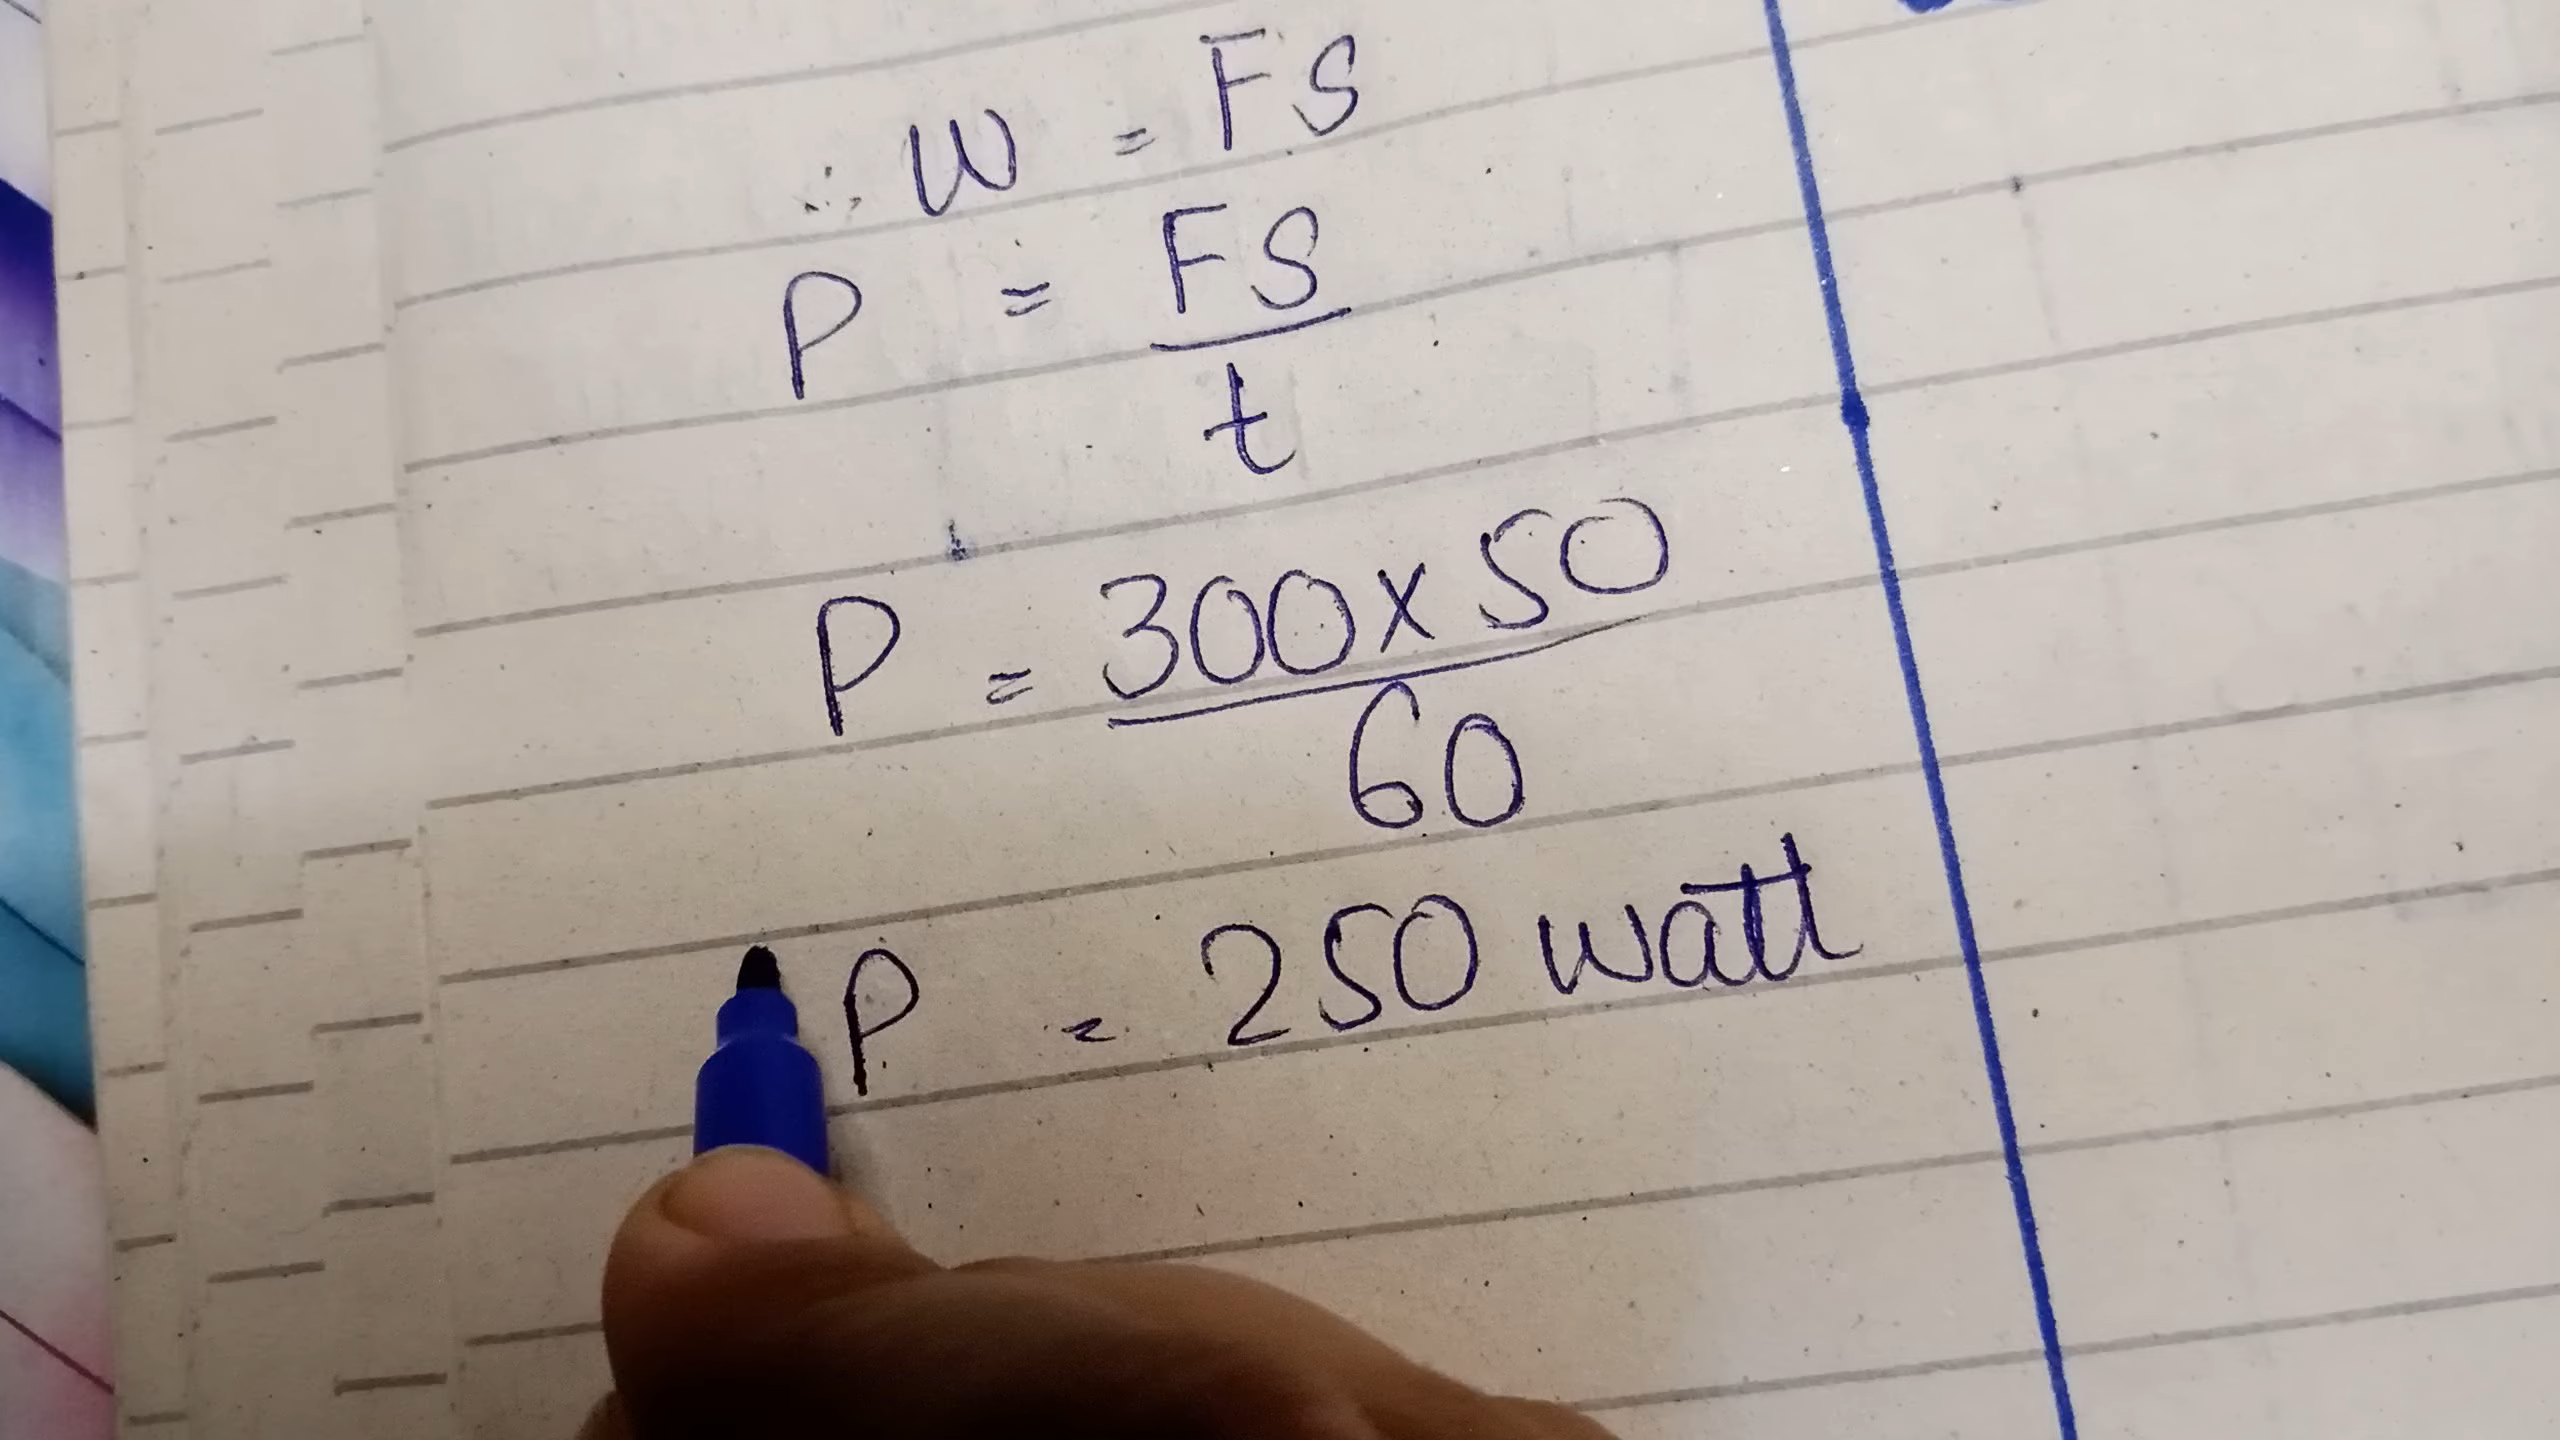 ∴ W = FS
P = FS/t
P = 300×50/60
P = 250 watt